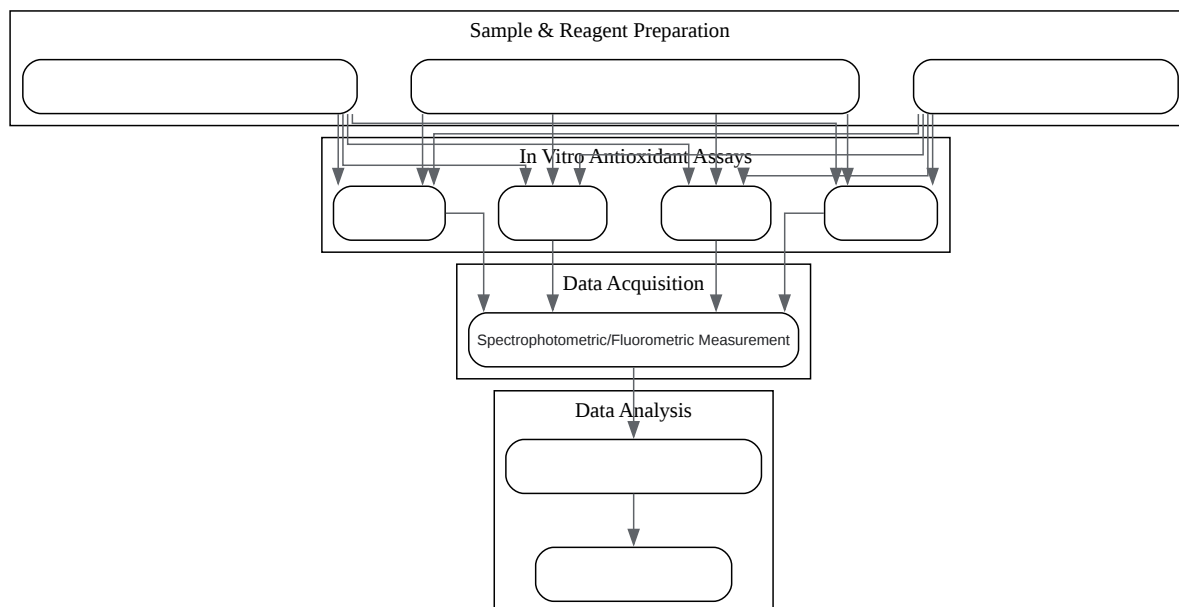 Sample & Reagent Preparation
In Vitro Antioxidant Assays
Data Acquisition
Spectrophotometric/Fluorometric Measurement
Data Analysis